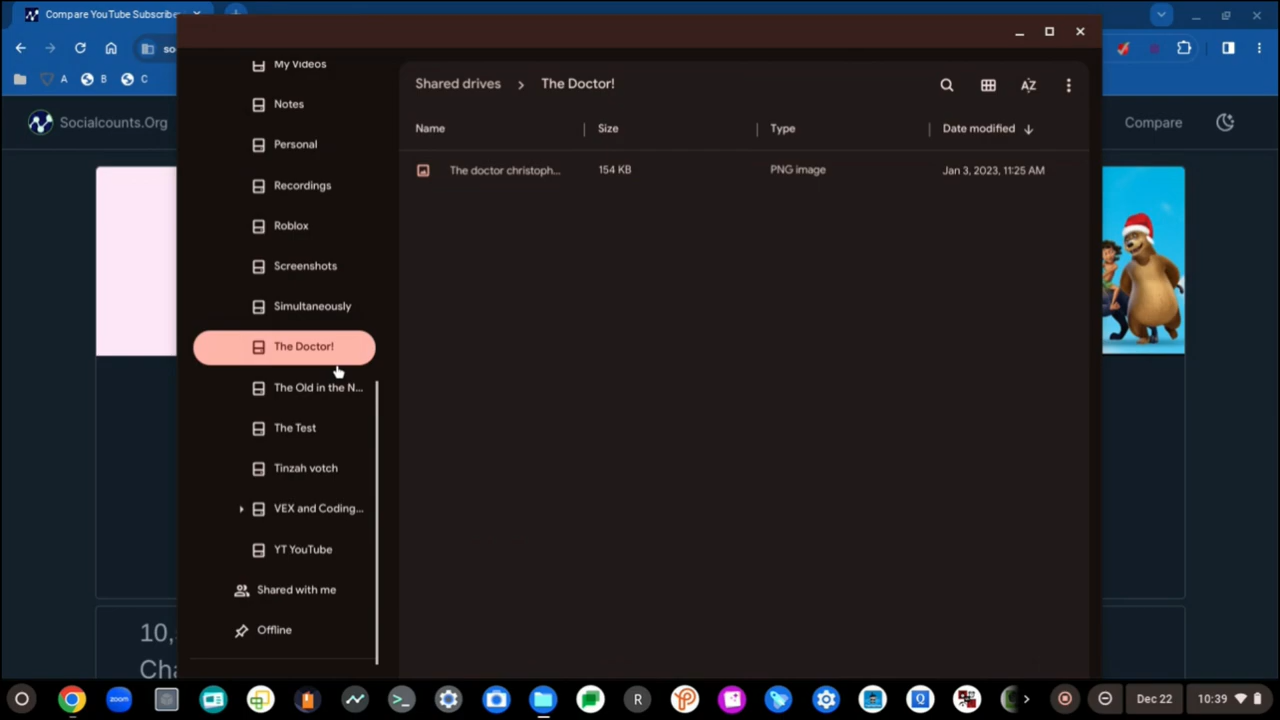 Compare YouTube Subscribe
so
A
B
C
Socialcounts.Org
Compare
My Videos
Notes
Personal
Recordings
Roblox
Screenshots
Simultaneously
The Doctor!
The Old in the N...
The Test
Tinzah votch
VEX and Coding...
YT YouTube
Shared with me
Offline
Shared drives > The Doctor!
AZ
Name Size Type Date modified
The doctor christoph... 154 KB PNG image Jan 3, 2023, 11:25 AM
10,
Cha
zoom
R
Q
Dec 22
10:39